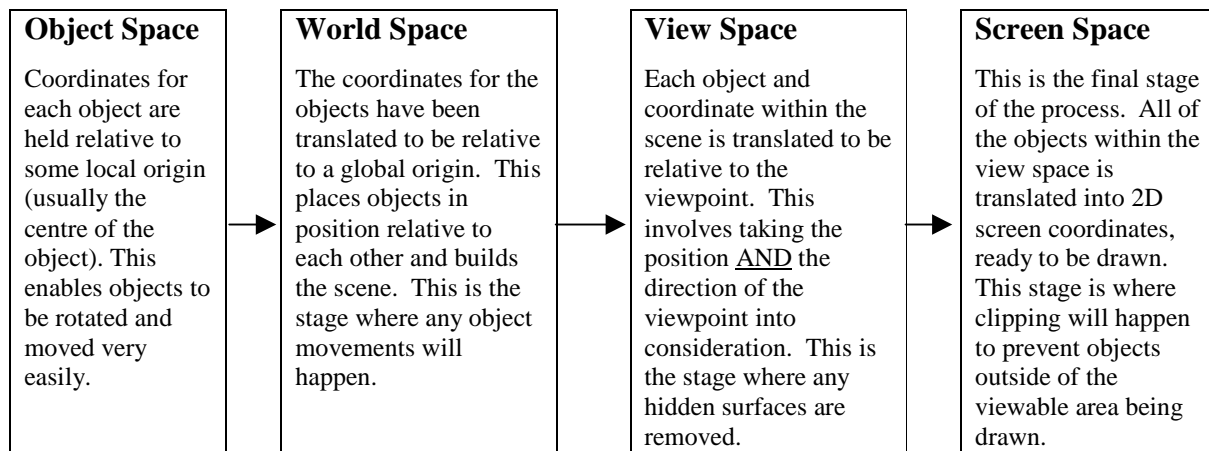 Object Space
Coordinates for
each object are
held relative to
some local origin
(usually the
centre of the
object). This
enables objects to
be rotated and
moved very
easily.
World Space
The coordinates for the
objects have been
translated to be relative
to a global origin.  This
places objects in
position relative to
each other and builds
the scene.  This is the
stage where any object
movements will
happen.
View Space
Each object and
coordinate within the
scene is translated to be
relative to the
viewpoint.  This
involves taking the
position AND the
direction of the
viewpoint into
consideration.  This is
the stage where any
hidden surfaces are
removed.
Screen Space
This is the final stage
of the process.  All of
the objects within the
view space is
translated into 2D
screen coordinates,
ready to be drawn.
This stage is where
clipping will happen
to prevent objects
outside of the
viewable area being
drawn.